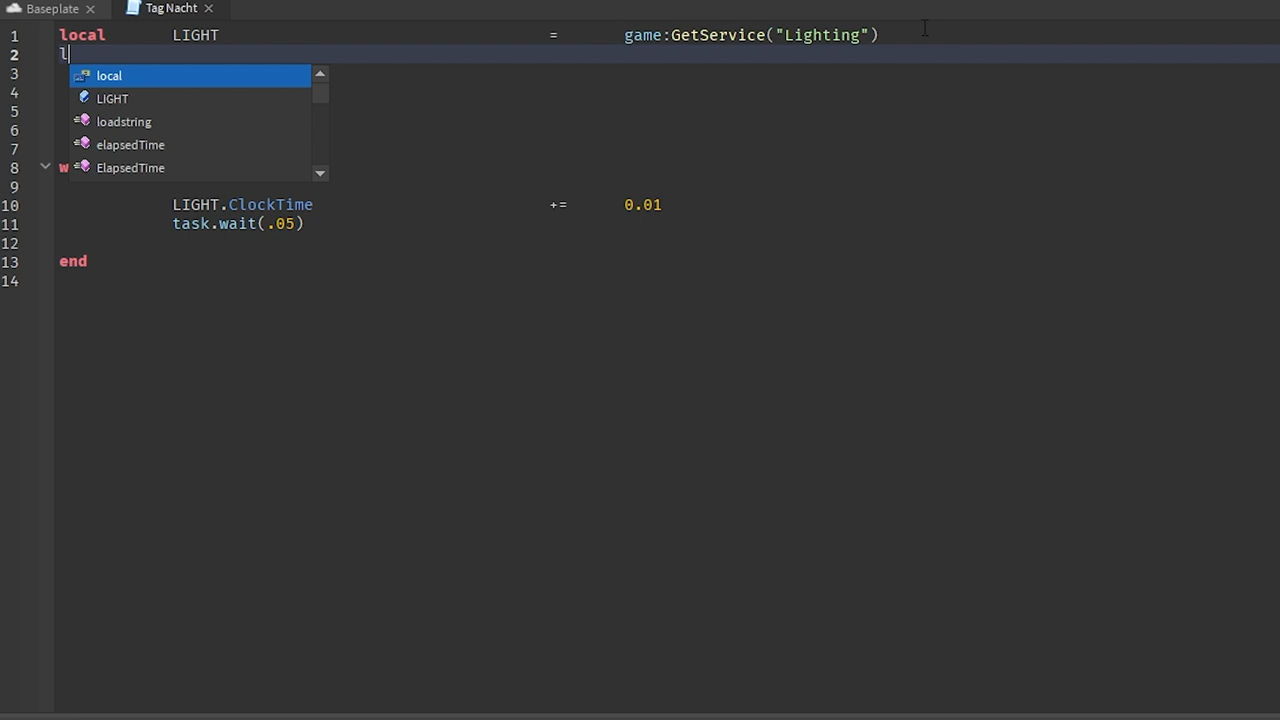 Baseplate Tag Nacht
1 local LIGHT = game:GetService("Lighting")
2 l
3 local
4 LIGHT
5 loadstring
6 elapsedTime
7
8 w ElapsedTime
9
10 LIGHT.ClockTime += 0.01
11 task.wait(.05)
12
13 end
14